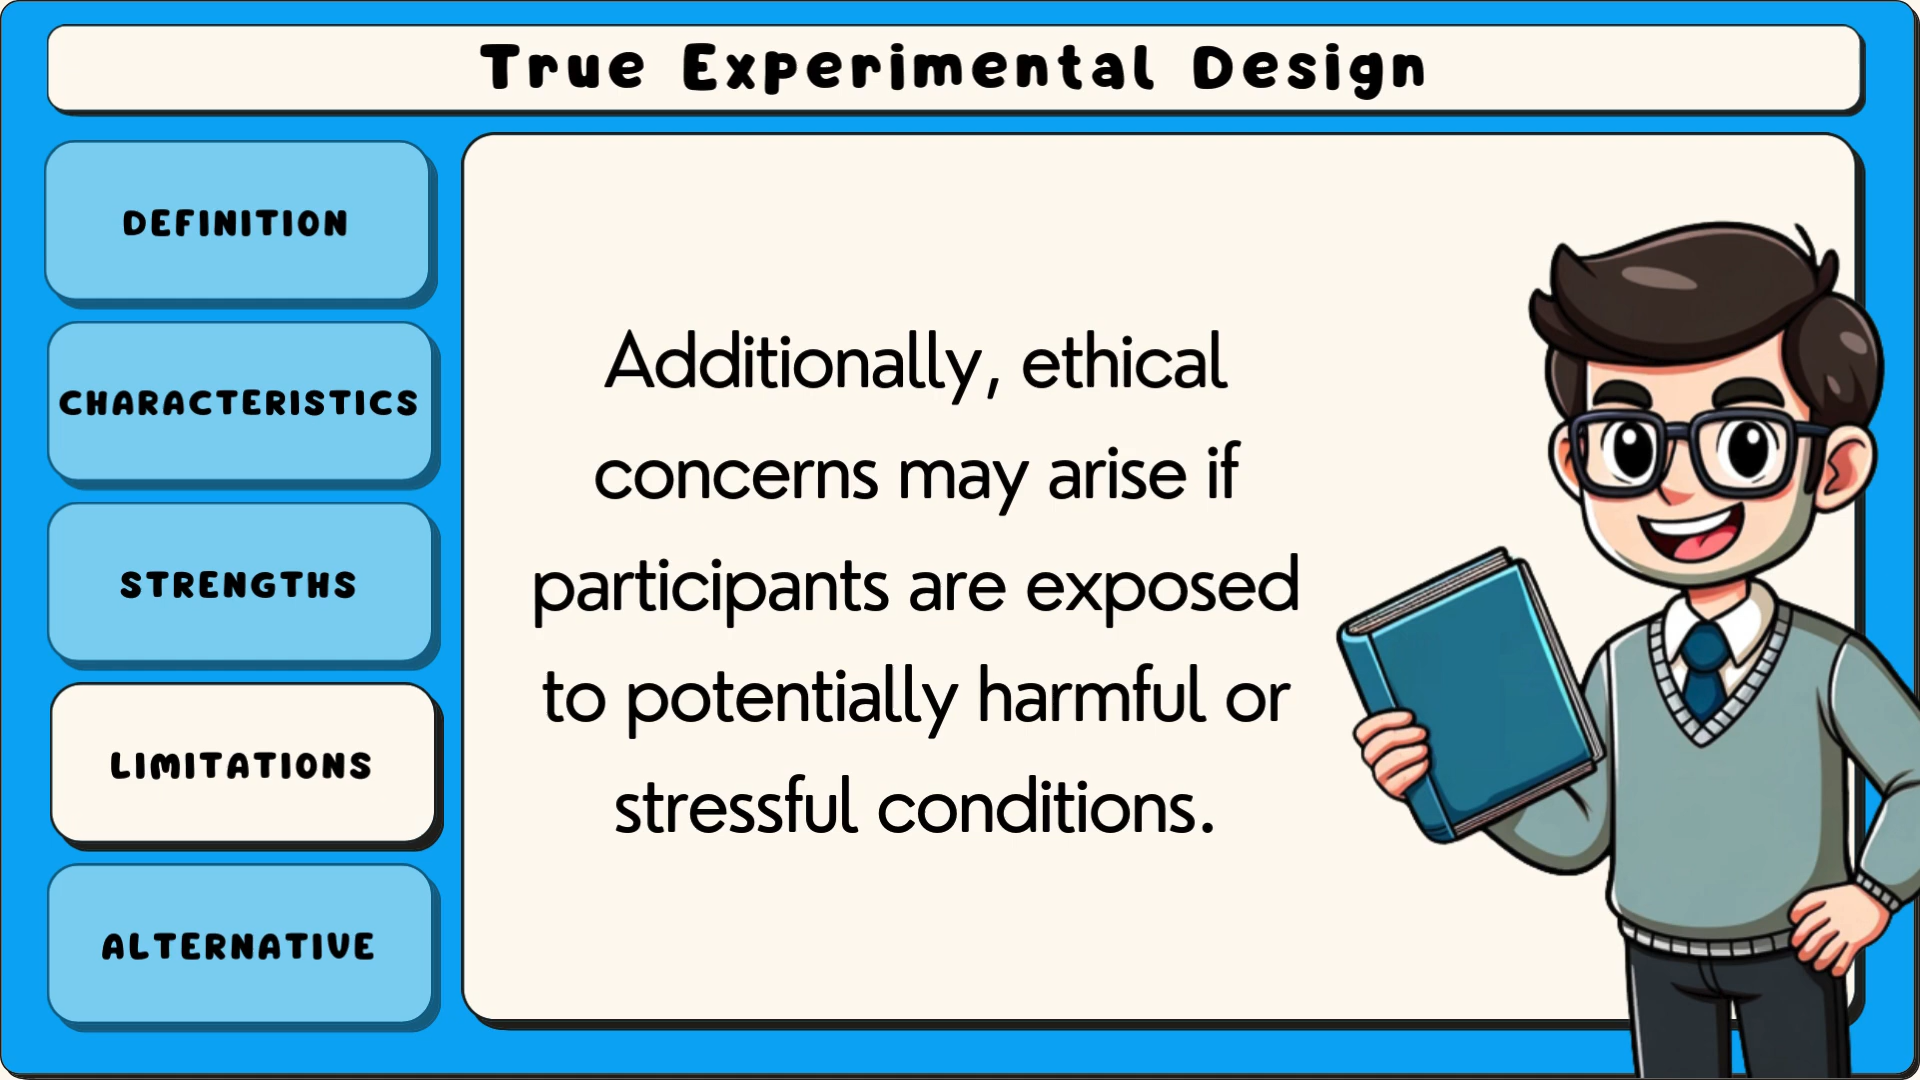 True Experimental Design
DEFINITION
CHARACTERISTICS
STRENGTHS
LIMITATIONS
ALTERNATIVE
Additionally, ethical
concerns may arise if
participants are exposed
to potentially harmful or
stressful conditions.